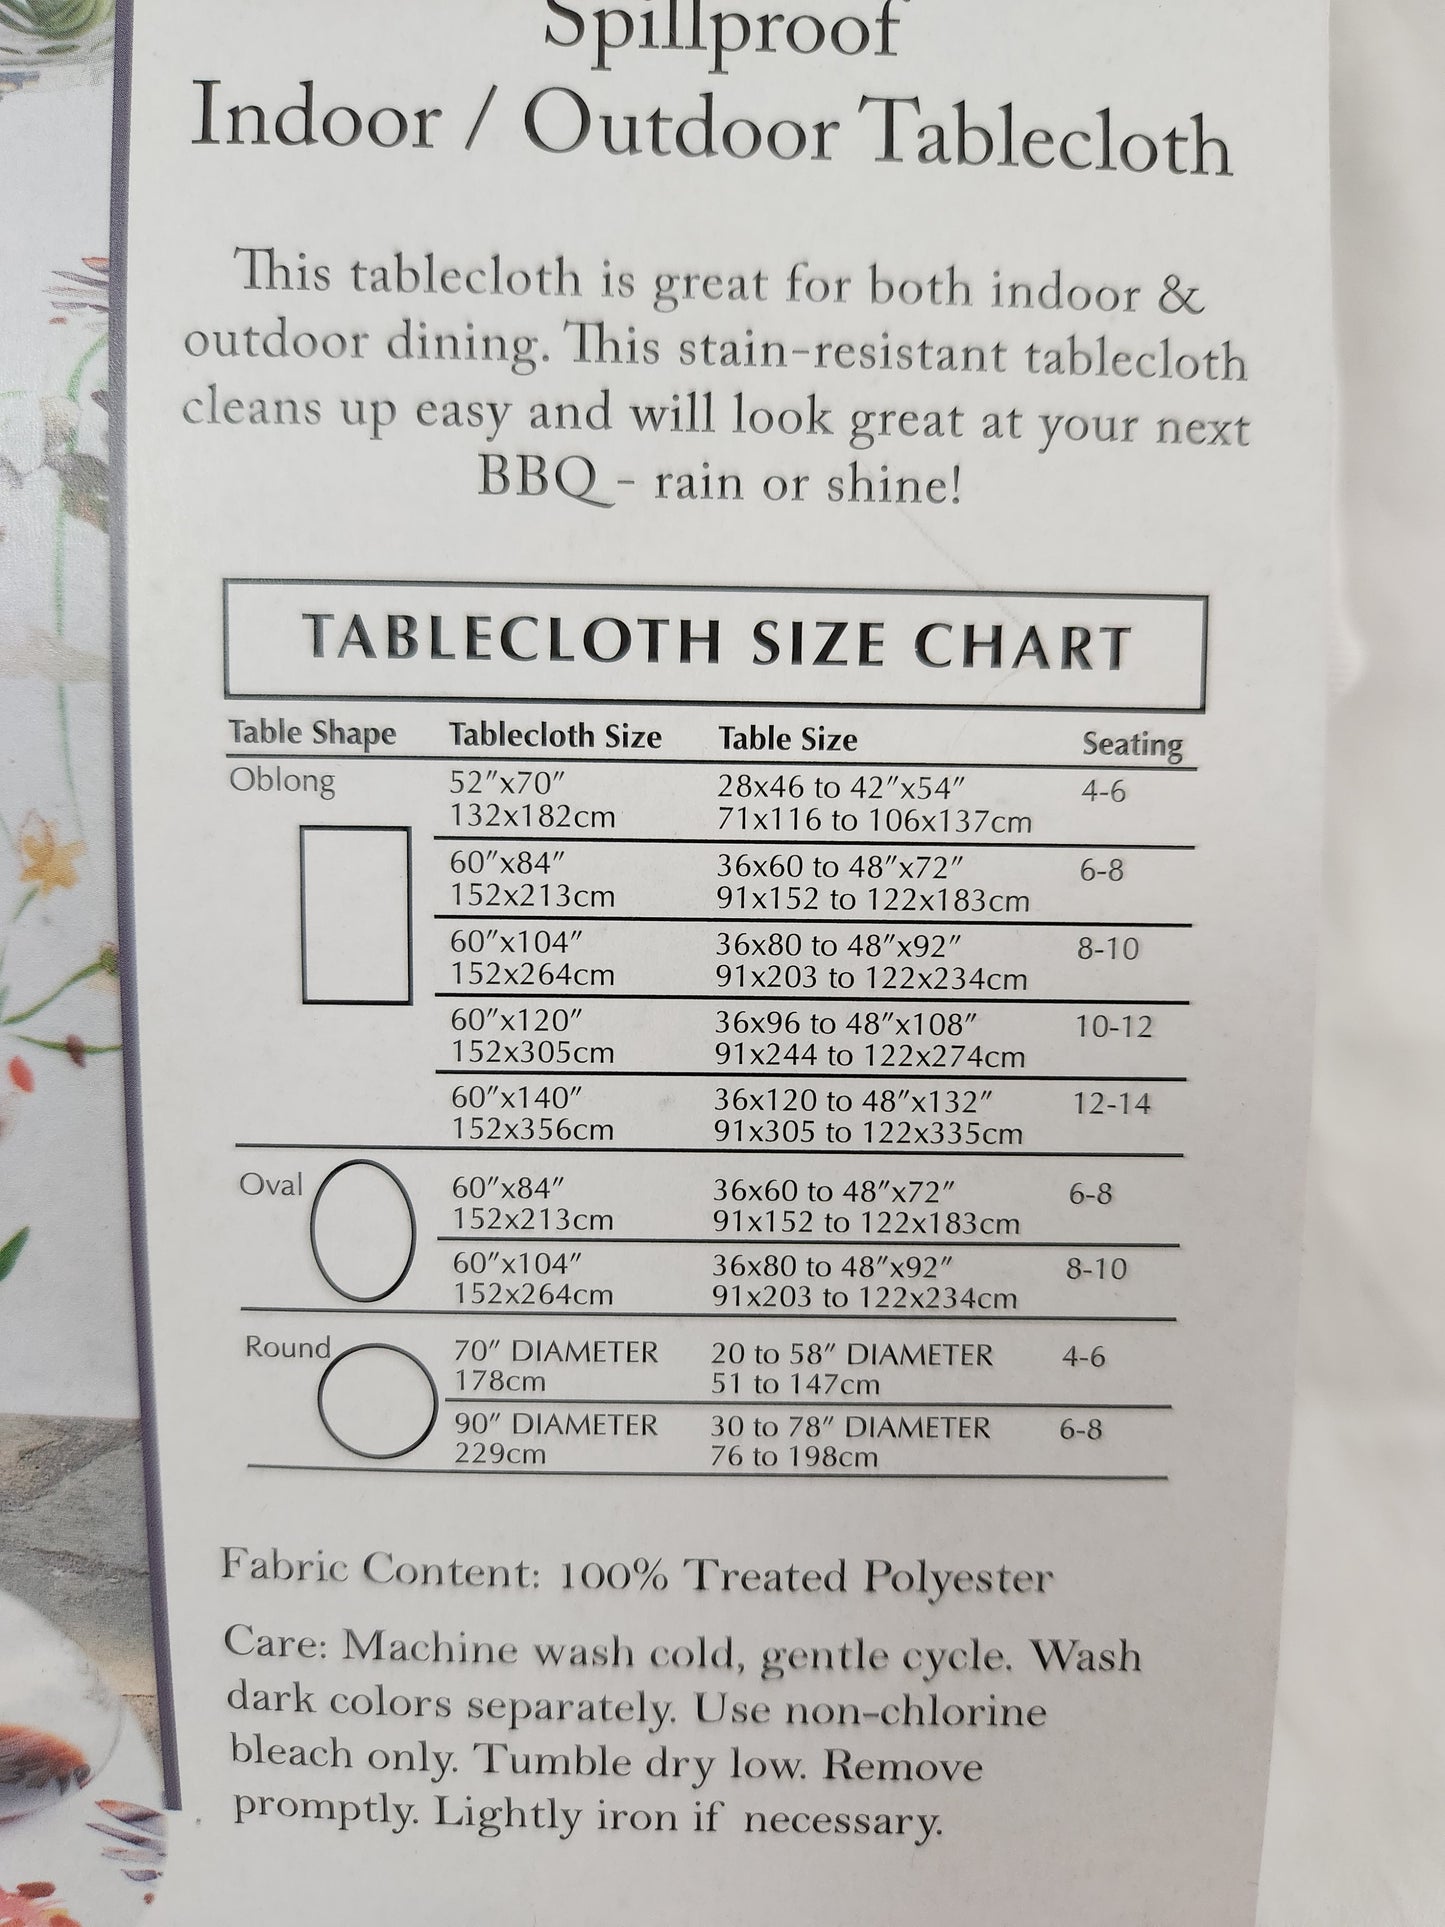 Spillproof
Indoor / Outdoor Tablecloth
This tablecloth is great for both indoor &
outdoor dining. This stain-resistant tablecloth
cleans up easy and will look great at your next
BBQ - rain or shine!
TABLECLOTH SIZE CHART
Table Shape Tablecloth Size Table Size Seating
Oblong 52"x70" 28x46 to 42"x54" 4-6
132x182cm 71x116 to 106x137cm
60"x84" 36x60 to 48"x72" 6-8
152x213cm 91x152 to 122x183cm
60"x104" 36x80 to 48"x92" 8-10
152x264cm 91x203 to 122x234cm
60"x120" 36x96 to 48"x108" 10-12
152x305cm 91x244 to 122x274cm
60"x140" 36x120 to 48"x132" 12-14
152x356cm 91x305 to 122x335cm
Oval 60"x84" 36x60 to 48"x72" 6-8
152x213cm 91x152 to 122x183cm
60"x104" 36x80 to 48"x92" 8-10
152x264cm 91x203 to 122x234cm
Round 70" DIAMETER 20 to 58" DIAMETER 4-6
178cm 51 to 147cm
90" DIAMETER 30 to 78" DIAMETER 6-8
229cm 76 to 198cm
Fabric Content: 100% Treated Polyester
Care: Machine wash cold, gentle cycle. Wash
dark colors separately. Use non-chlorine
bleach only. Tumble dry low. Remove
promptly. Lightly iron if necessary.